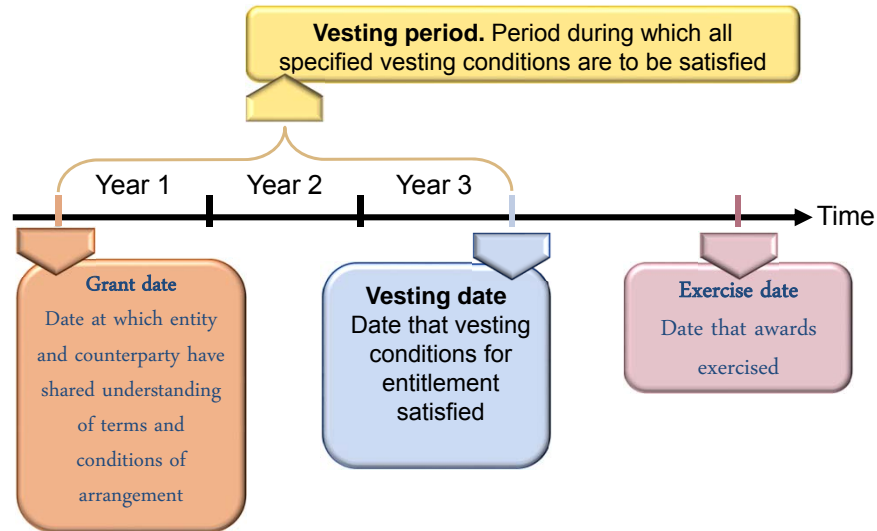 Vesting period. Period during which all
specified vesting conditions are to be satisfied
Year 1
Year 2
Year 3
Time
Grant date
Date at which entity
and counterparty have
shared understanding
of terms and
conditions of
arrangement
Vesting date
Date that vesting
conditions for
entitlement
satisfied
Exercise date
Date that awards
exercised